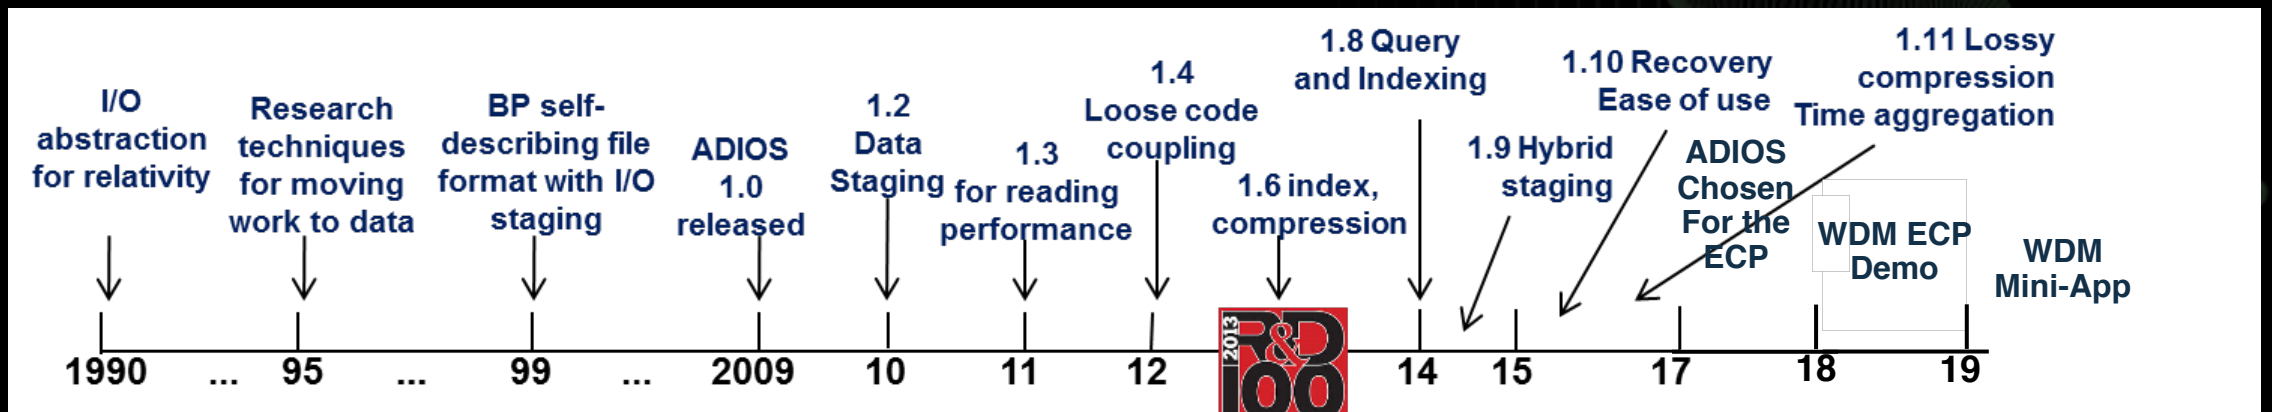 I/O
abstraction
for relativity
Research
techniques
for moving
work to data
BP self-
describing file
format with I/O
staging
ADIOS
1.0
released
1.2
Data
Staging
1.3
for reading
performance
1.4
Loose code
coupling
1.6 index,
compression
1.8 Query
and Indexing
1.9 Hybrid
staging
1.10 Recovery
Ease of use
ADIOS
Chosen
For the
ECP
1.11 Lossy
compression
Time aggregation
WDM ECP
Demo
WDM
Mini-App
1990 ... 95 ... 99 ... 2009 10 11 12 14 15 17 18 19
2013
R&D
100